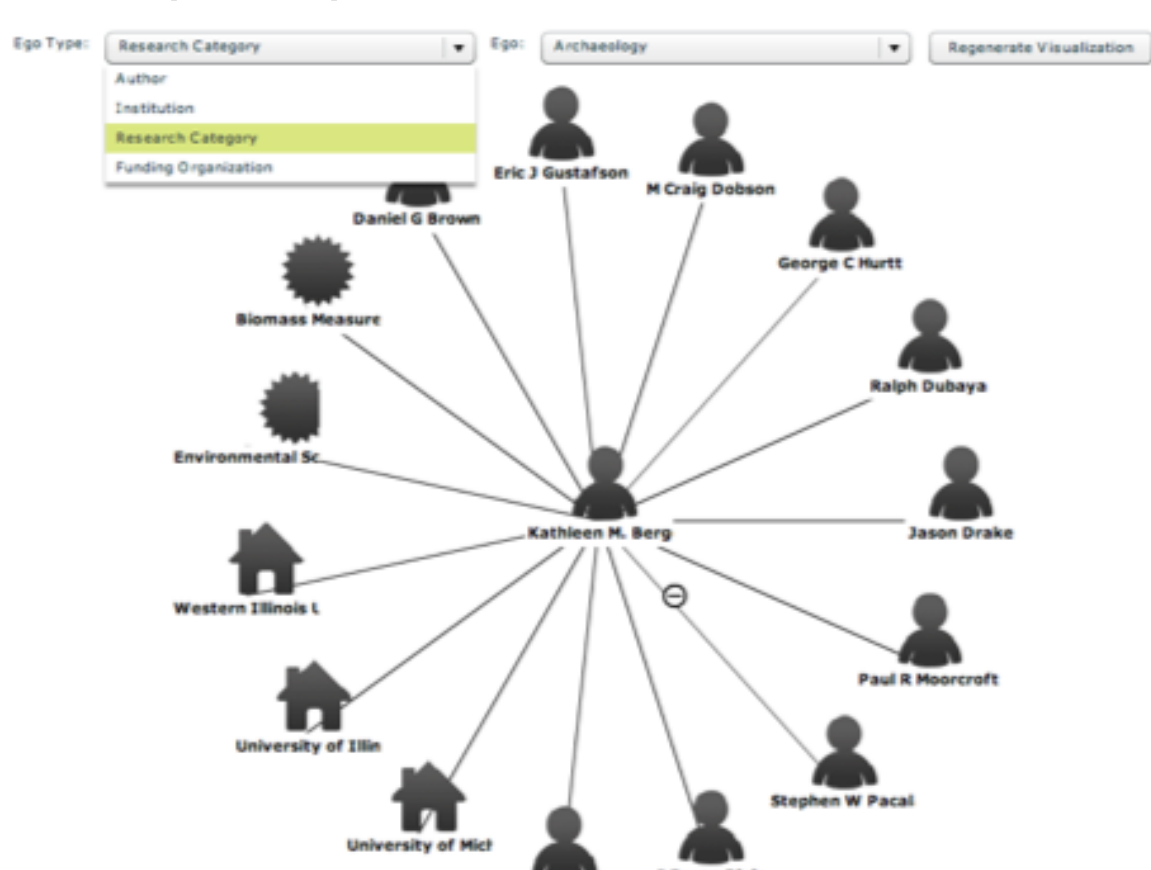 Ego Type: Research Category Ego: Archaeology Regenerate Visualization
Author
Institution
Research Category
Funding Organization
Eric J Gustafson
M Craig Dobson
Daniel G Brown
George C Hurtt
Biomass Measure
Ralph Dubaya
Environmental Sc
Kathleen M. Berg
Jason Drake
Western Illinois U
Paul R Moorcroft
University of Illin
Stephen W Pacal
University of Mich